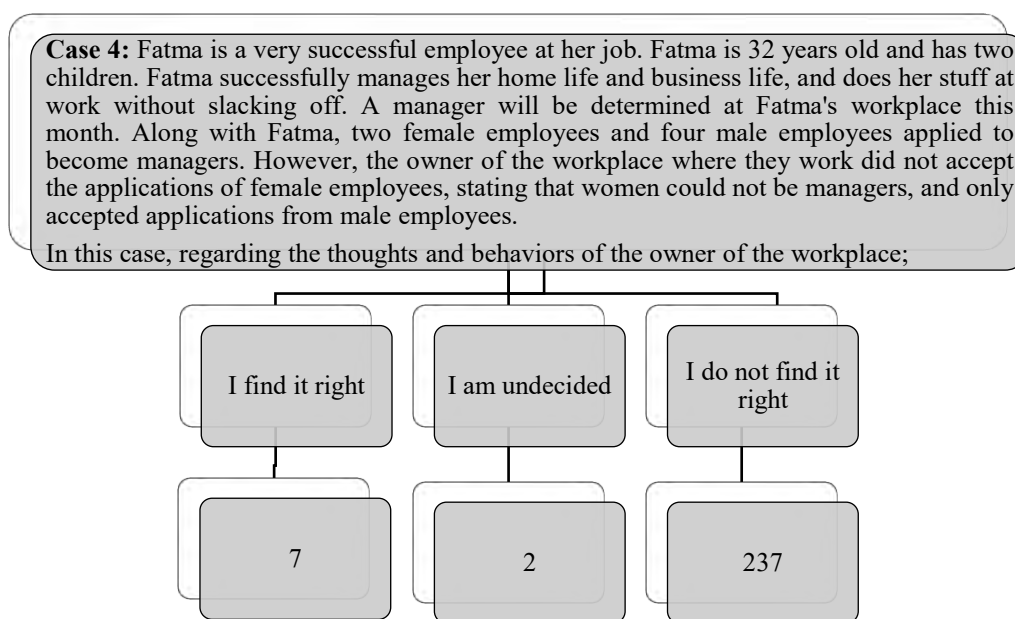 Case 4: Fatma is a very successful employee at her job. Fatma is 32 years old and has two
children. Fatma successfully manages her home life and business life, and does her stuff at
work without slacking off. A manager will be determined at Fatma's workplace this
month. Along with Fatma, two female employees and four male employees applied to
become managers. However, the owner of the workplace where they work did not accept
the applications of female employees, stating that women could not be managers, and only
accepted applications from male employees.
In this case, regarding the thoughts and behaviors of the owner of the workplace;
I find it right
I am undecided
I do not find it
right
7
2
237